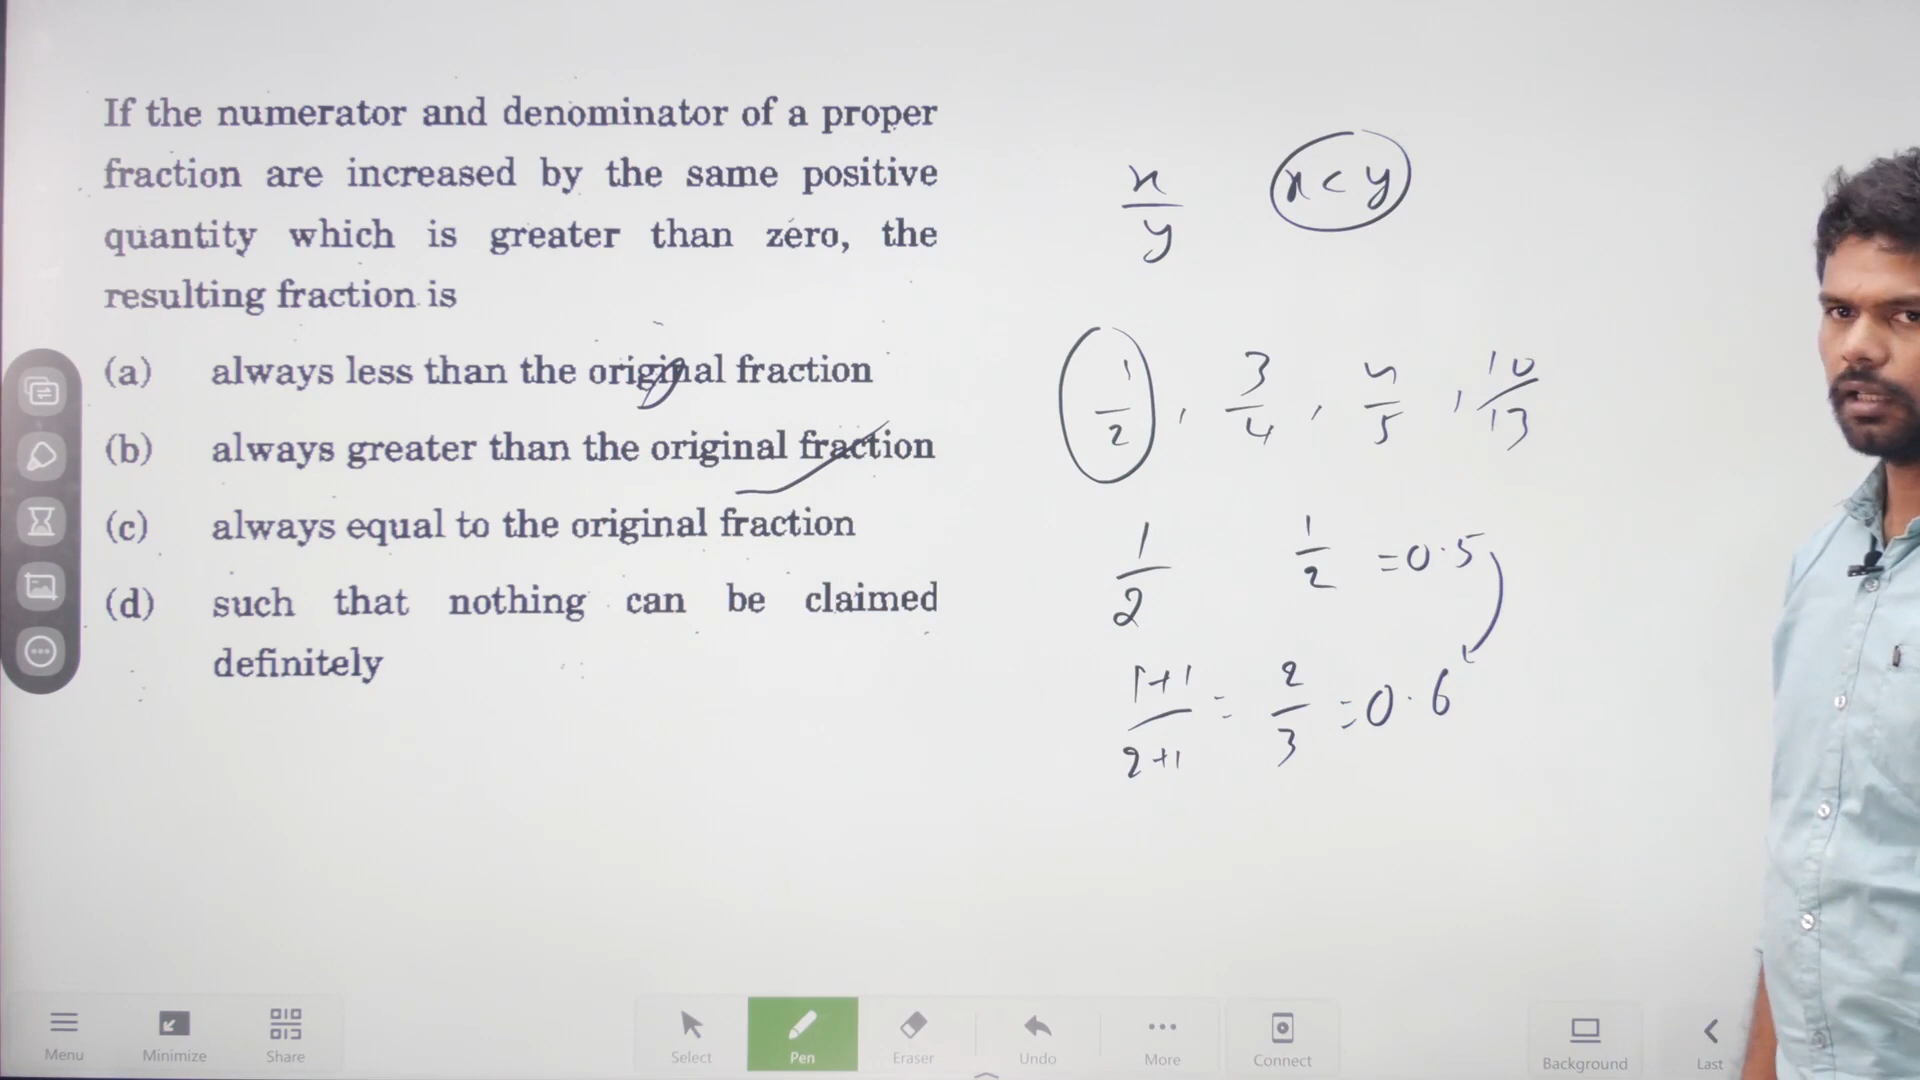 If the numerator and denominator of a proper
fraction are increased by the same positive
quantity which is greater than zero, the
resulting fraction is
(a) always less than the original fraction
(b) always greater than the original fraction
(c) always equal to the original fraction
(d) such that nothing can be claimed
definitely
x/y x < y
1/2 , 3/4 , 4/5 , 10/13
1/2 1/2 = 0.5
1+1/2+1 = 2/3 = 0.6
Menu Minimize Share Select Pen Eraser Undo More Connect Background Last